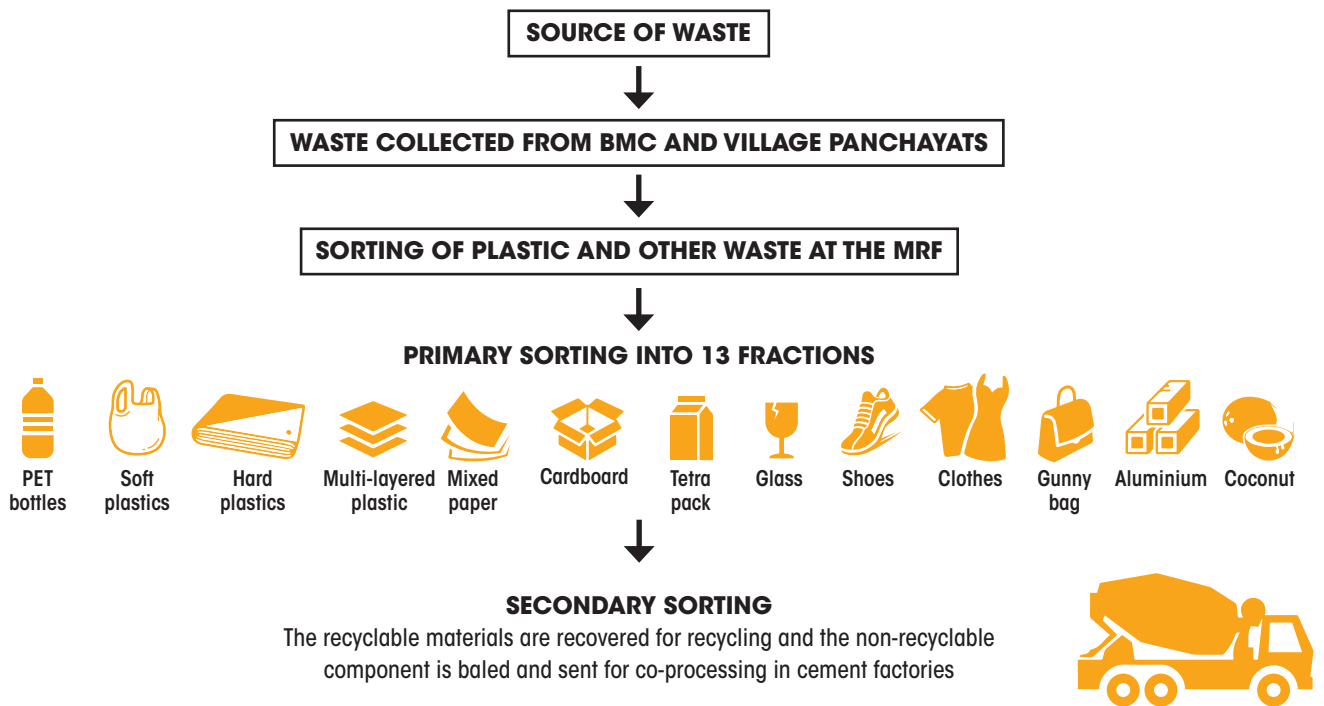 SOURCE OF WASTE
WASTE COLLECTED FROM BMC AND VILLAGE PANCHAYATS
SORTING OF PLASTIC AND OTHER WASTE AT THE MRF
PRIMARY SORTING INTO 13 FRACTIONS
PET
bottles
Soft
plastics
Hard
plastics
Multi-layered
plastic
Mixed
paper
Cardboard
Tetra
pack
Glass
Shoes
Clothes
Gunny
bag
Aluminium
Coconut
SECONDARY SORTING
The recyclable materials are recovered for recycling and the non-recyclable
component is baled and sent for co-processing in cement factories